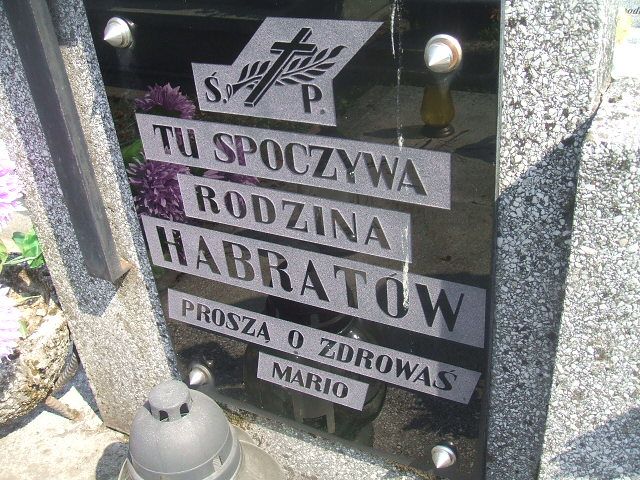 Ś. P.
TU SPOCZYWA
RODZINA
HABRATÓW
PROSZĄ O ZDROWAŚ
MARIO